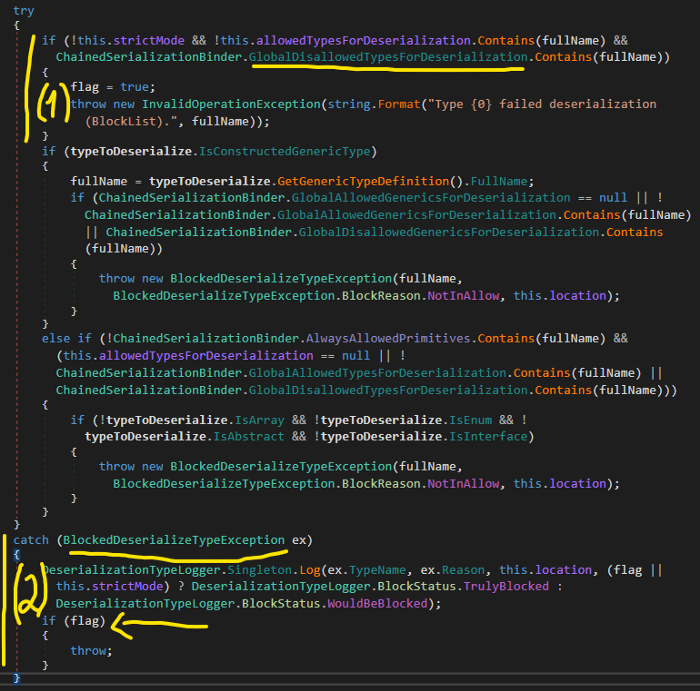 try
{
if (!this.strictMode && !this.allowedTypesForDeserialization.Contains(fullName) &&
ChainedSerializationBinder.GlobalDisallowedTypesForDeserialization.Contains(fullName))
{
flag = true;
(1) throw new InvalidOperationException(string.Format("Type {0} failed deserialization
(BlockList).", fullName));
}
if (typeToDeserialize.IsConstructedGenericType)
{
fullName = typeToDeserialize.GetGenericTypeDefinition().FullName;
if (ChainedSerializationBinder.GlobalAllowedGenericsForDeserialization == null || !
ChainedSerializationBinder.GlobalAllowedGenericsForDeserialization.Contains(fullName)
|| ChainedSerializationBinder.GlobalDisallowedGenericsForDeserialization.Contains
(fullName))
{
throw new BlockedDeserializeTypeException(fullName,
BlockedDeserializeTypeException.BlockReason.NotInAllow, this.location);
}
}
else if (!ChainedSerializationBinder.AlwaysAllowedPrimitives.Contains(fullName) &&
(this.allowedTypesForDeserialization == null || !
ChainedSerializationBinder.GlobalAllowedTypesForDeserialization.Contains(fullName) ||
ChainedSerializationBinder.GlobalDisallowedTypesForDeserialization.Contains(fullName)))
{
if (!typeToDeserialize.IsArray && !typeToDeserialize.IsEnum && !
typeToDeserialize.IsAbstract && !typeToDeserialize.IsInterface)
{
throw new BlockedDeserializeTypeException(fullName,
BlockedDeserializeTypeException.BlockReason.NotInAllow, this.location);
}
}
}
catch (BlockedDeserializeTypeException ex)
{
DeserializationTypeLogger.Singleton.Log(ex.TypeName, ex.Reason, this.location, (flag ||
(2) this.strictMode) ? DeserializationTypeLogger.BlockStatus.TrulyBlocked :
DeserializationTypeLogger.BlockStatus.WouldBeBlocked);
if (flag)
{
throw;
}
}